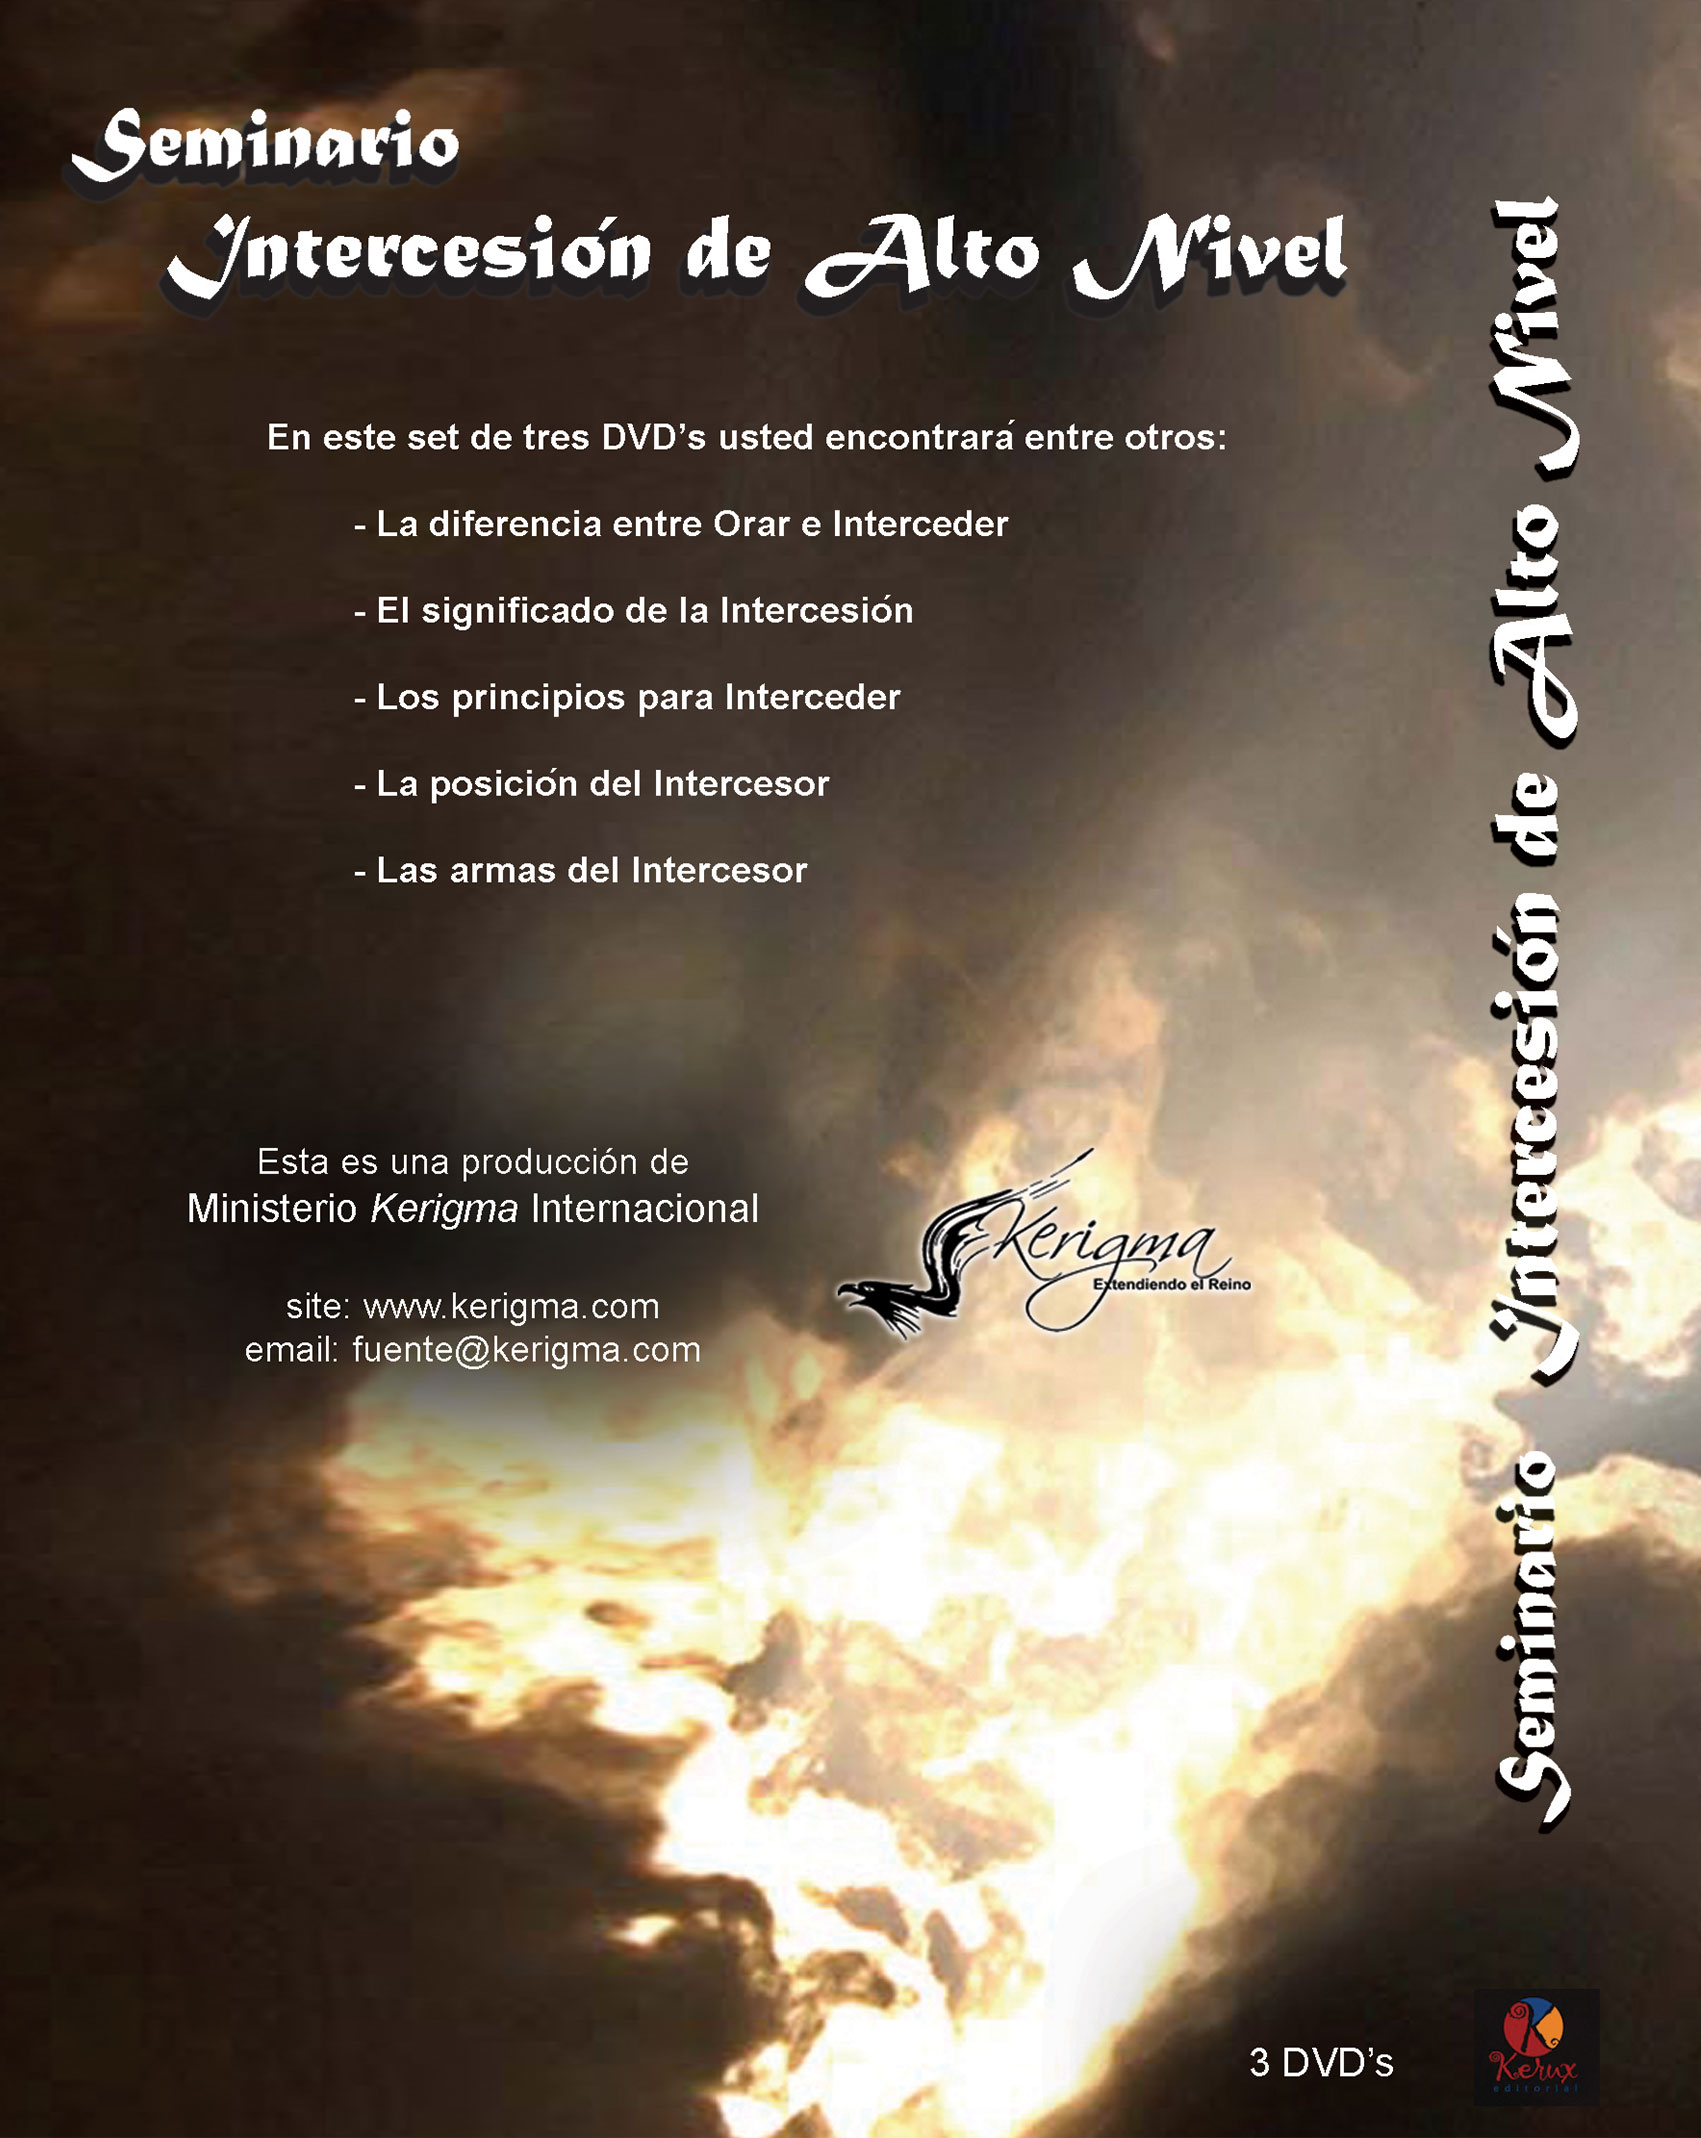 Seminario
Intercesión de Alto Nivel
En este set de tres DVD’s usted encontrará entre otros:
- La diferencia entre Orar e Interceder
- El significado de la Intercesión
- Los principios para Interceder
- La posición del Intercesor
- Las armas del Intercesor
Esta es una producción de
Ministerio Kerigma Internacional
site: www.kerigma.com
email: fuente@kerigma.com
Kerigma
Extendiendo el Reino
3 DVD’s
Seminario Intercesión de Alto Nivel
K
Kerux
editorial